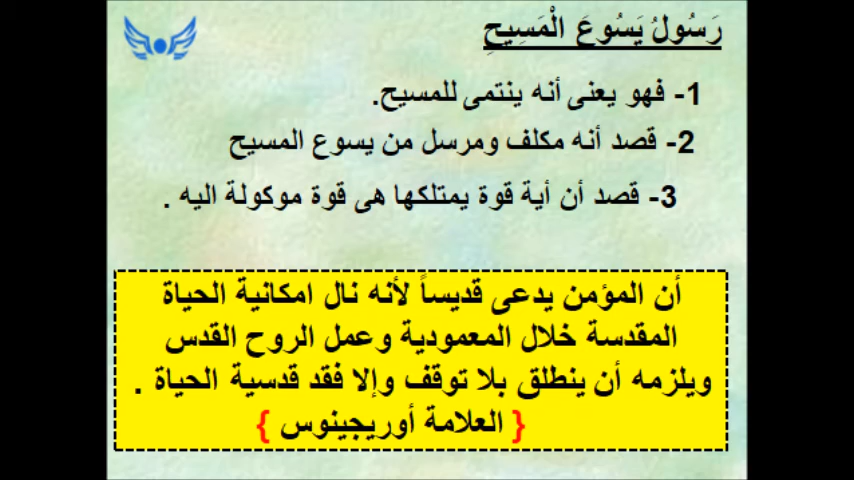 رَسُولُ يَسُوعَ الْمَسِيحِ
1- فهو يعنى أنه ينتمى للمسيح.
2- قصد أنه مكلف ومرسل من يسوع المسيح
3- قصد أن أية قوة يمتلكها هى قوة موكولة اليه .
أن المؤمن يدعى قديساً لأنه نال امكانية الحياة
المقدسة خلال المعمودية وعمل الروح القدس
ويلزمه أن ينطلق بلا توقف وإلا فقد قدسية الحياة .
{ العلامة أوريجينوس }